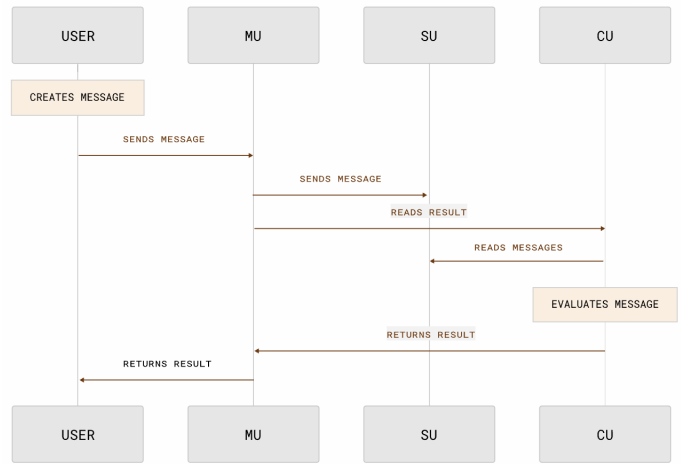 USER
MU
SU
CU
CREATES MESSAGE
SENDS MESSAGE
SENDS MESSAGE
READS RESULT
READS MESSAGES
EVALUATES MESSAGE
RETURNS RESULT
RETURNS RESULT
USER
MU
SU
CU